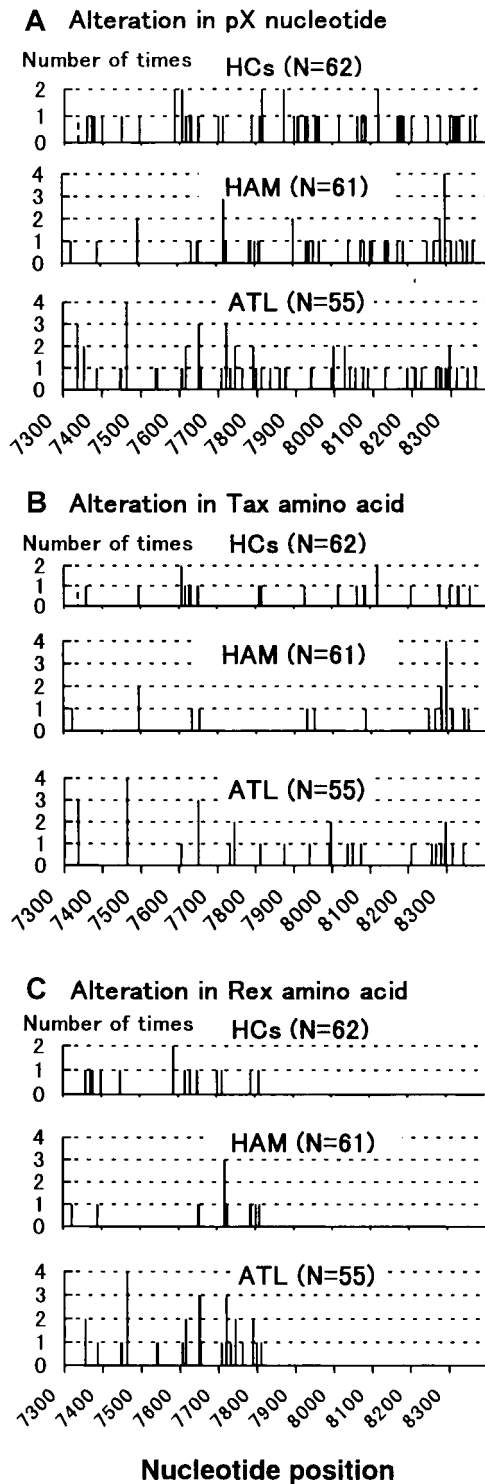 A Alteration in pX nucleotide
Number of times
HCs (N=62)
2
1
0
HAM (N=61)
4
3
2
1
0
ATL (N=55)
4
3
2
1
0
7300 7400 7500 7600 7700 7800 7900 8000 8100 8200 8300
B Alteration in Tax amino acid
Number of times
HCs (N=62)
2
1
0
HAM (N=61)
4
3
2
1
0
ATL (N=55)
4
3
2
1
0
7300 7400 7500 7600 7700 7800 7900 8000 8100 8200 8300
C Alteration in Rex amino acid
Number of times
HCs (N=62)
2
1
0
HAM (N=61)
4
3
2
1
0
ATL (N=55)
4
3
2
1
0
7300 7400 7500 7600 7700 7800 7900 8000 8100 8200 8300
Nucleotide position